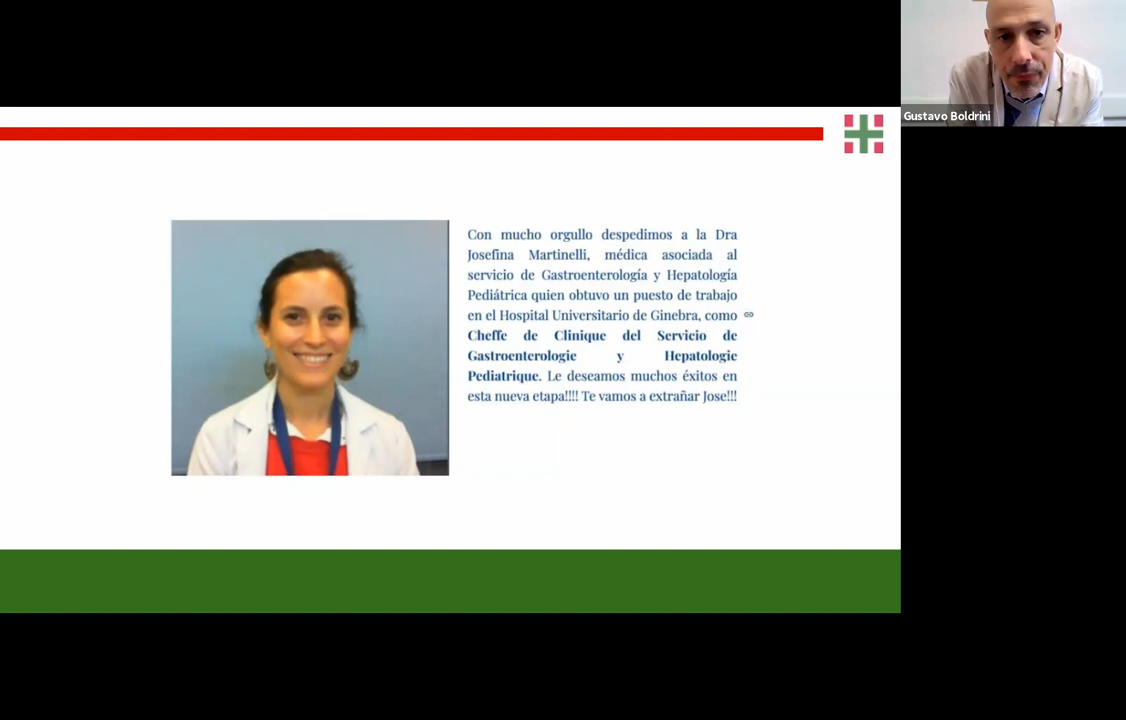 Gustavo Boldrini
Con mucho orgullo despedimos a la Dra
Josefina Martinelli, médica asociada al
servicio de Gastroenterología y Hepatología
Pediátrica quien obtuvo un puesto de trabajo
en el Hospital Universitario de Ginebra, como
Cheffe de Clinique del Servicio de
Gastroenterologie y Hepatologie
Pediatrique. Le deseamos muchos éxitos en
esta nueva etapa!!!! Te vamos a extrañar Jose!!!